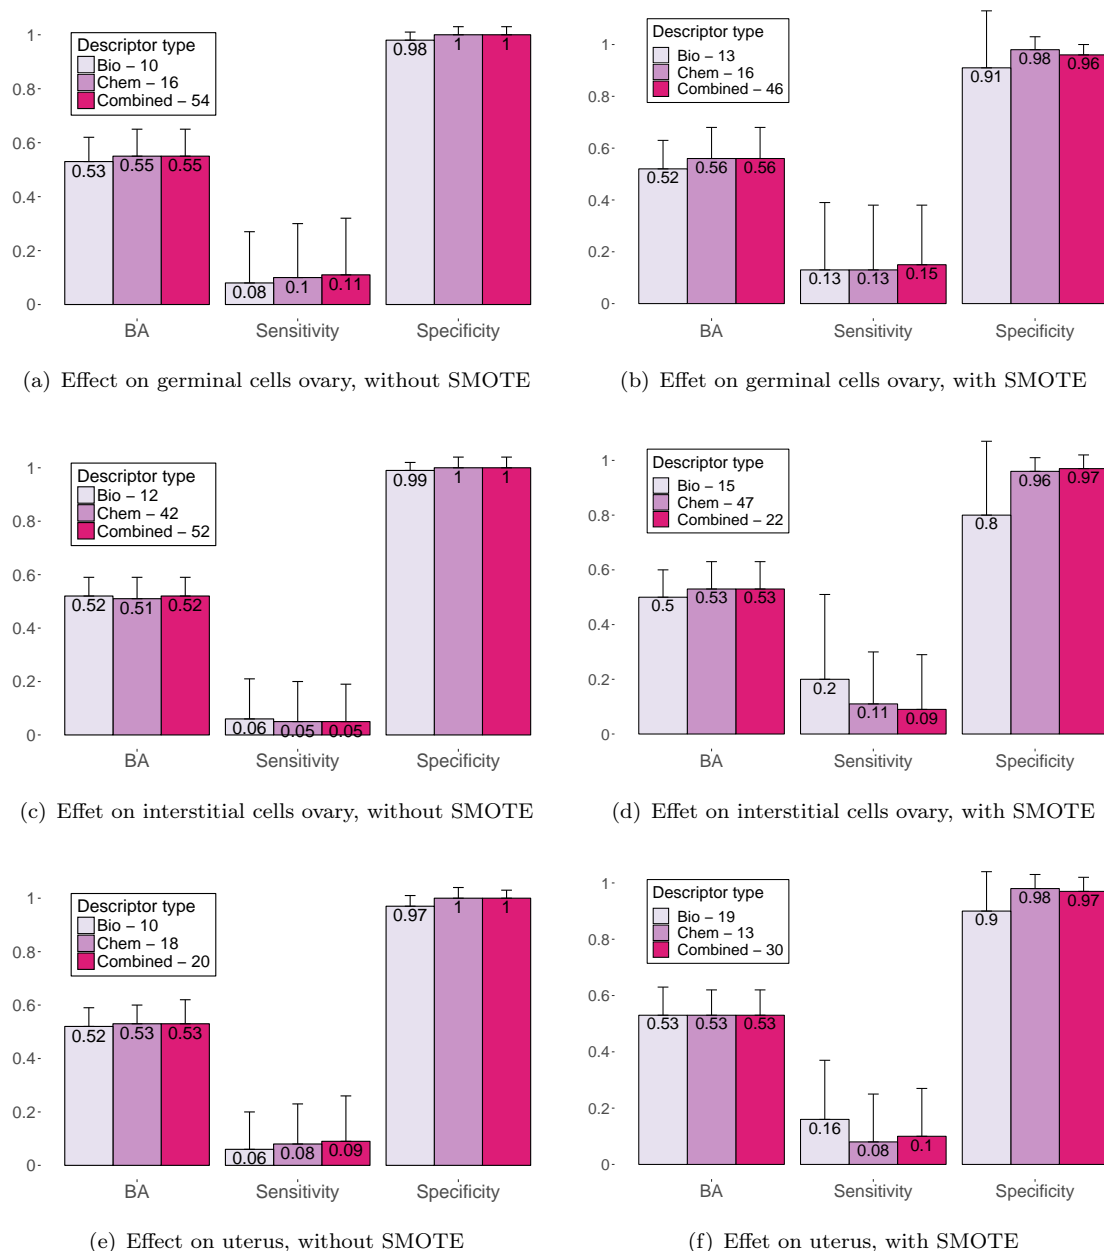 Descriptor type
Bio – 10
Chem – 16
Combined – 54
1
0.8
0.6
0.4
0.2
0
0.53
0.55
0.55
0.08
0.1
0.11
0.98
1
1
BA
Sensitivity
Specificity
(a) Effect on germinal cells ovary, without SMOTE
Descriptor type
Bio – 13
Chem – 16
Combined – 46
1
0.8
0.6
0.4
0.2
0
0.52
0.56
0.56
0.13
0.13
0.15
0.91
0.98
0.96
BA
Sensitivity
Specificity
(b) Effet on germinal cells ovary, with SMOTE
Descriptor type
Bio – 12
Chem – 42
Combined – 52
1
0.8
0.6
0.4
0.2
0
0.52
0.51
0.52
0.06
0.05
0.05
0.99
1
1
BA
Sensitivity
Specificity
(c) Effet on interstitial cells ovary, without SMOTE
Descriptor type
Bio – 15
Chem – 47
Combined – 22
1
0.8
0.6
0.4
0.2
0
0.5
0.53
0.53
0.2
0.11
0.09
0.8
0.96
0.97
BA
Sensitivity
Specificity
(d) Effet on interstitial cells ovary, with SMOTE
Descriptor type
Bio – 10
Chem – 18
Combined – 20
1
0.8
0.6
0.4
0.2
0
0.52
0.53
0.53
0.06
0.08
0.09
0.97
1
1
BA
Sensitivity
Specificity
(e) Effect on uterus, without SMOTE
Descriptor type
Bio – 19
Chem – 13
Combined – 30
1
0.8
0.6
0.4
0.2
0
0.53
0.53
0.53
0.16
0.08
0.1
0.9
0.98
0.97
BA
Sensitivity
Specificity
(f) Effet on uterus, with SMOTE